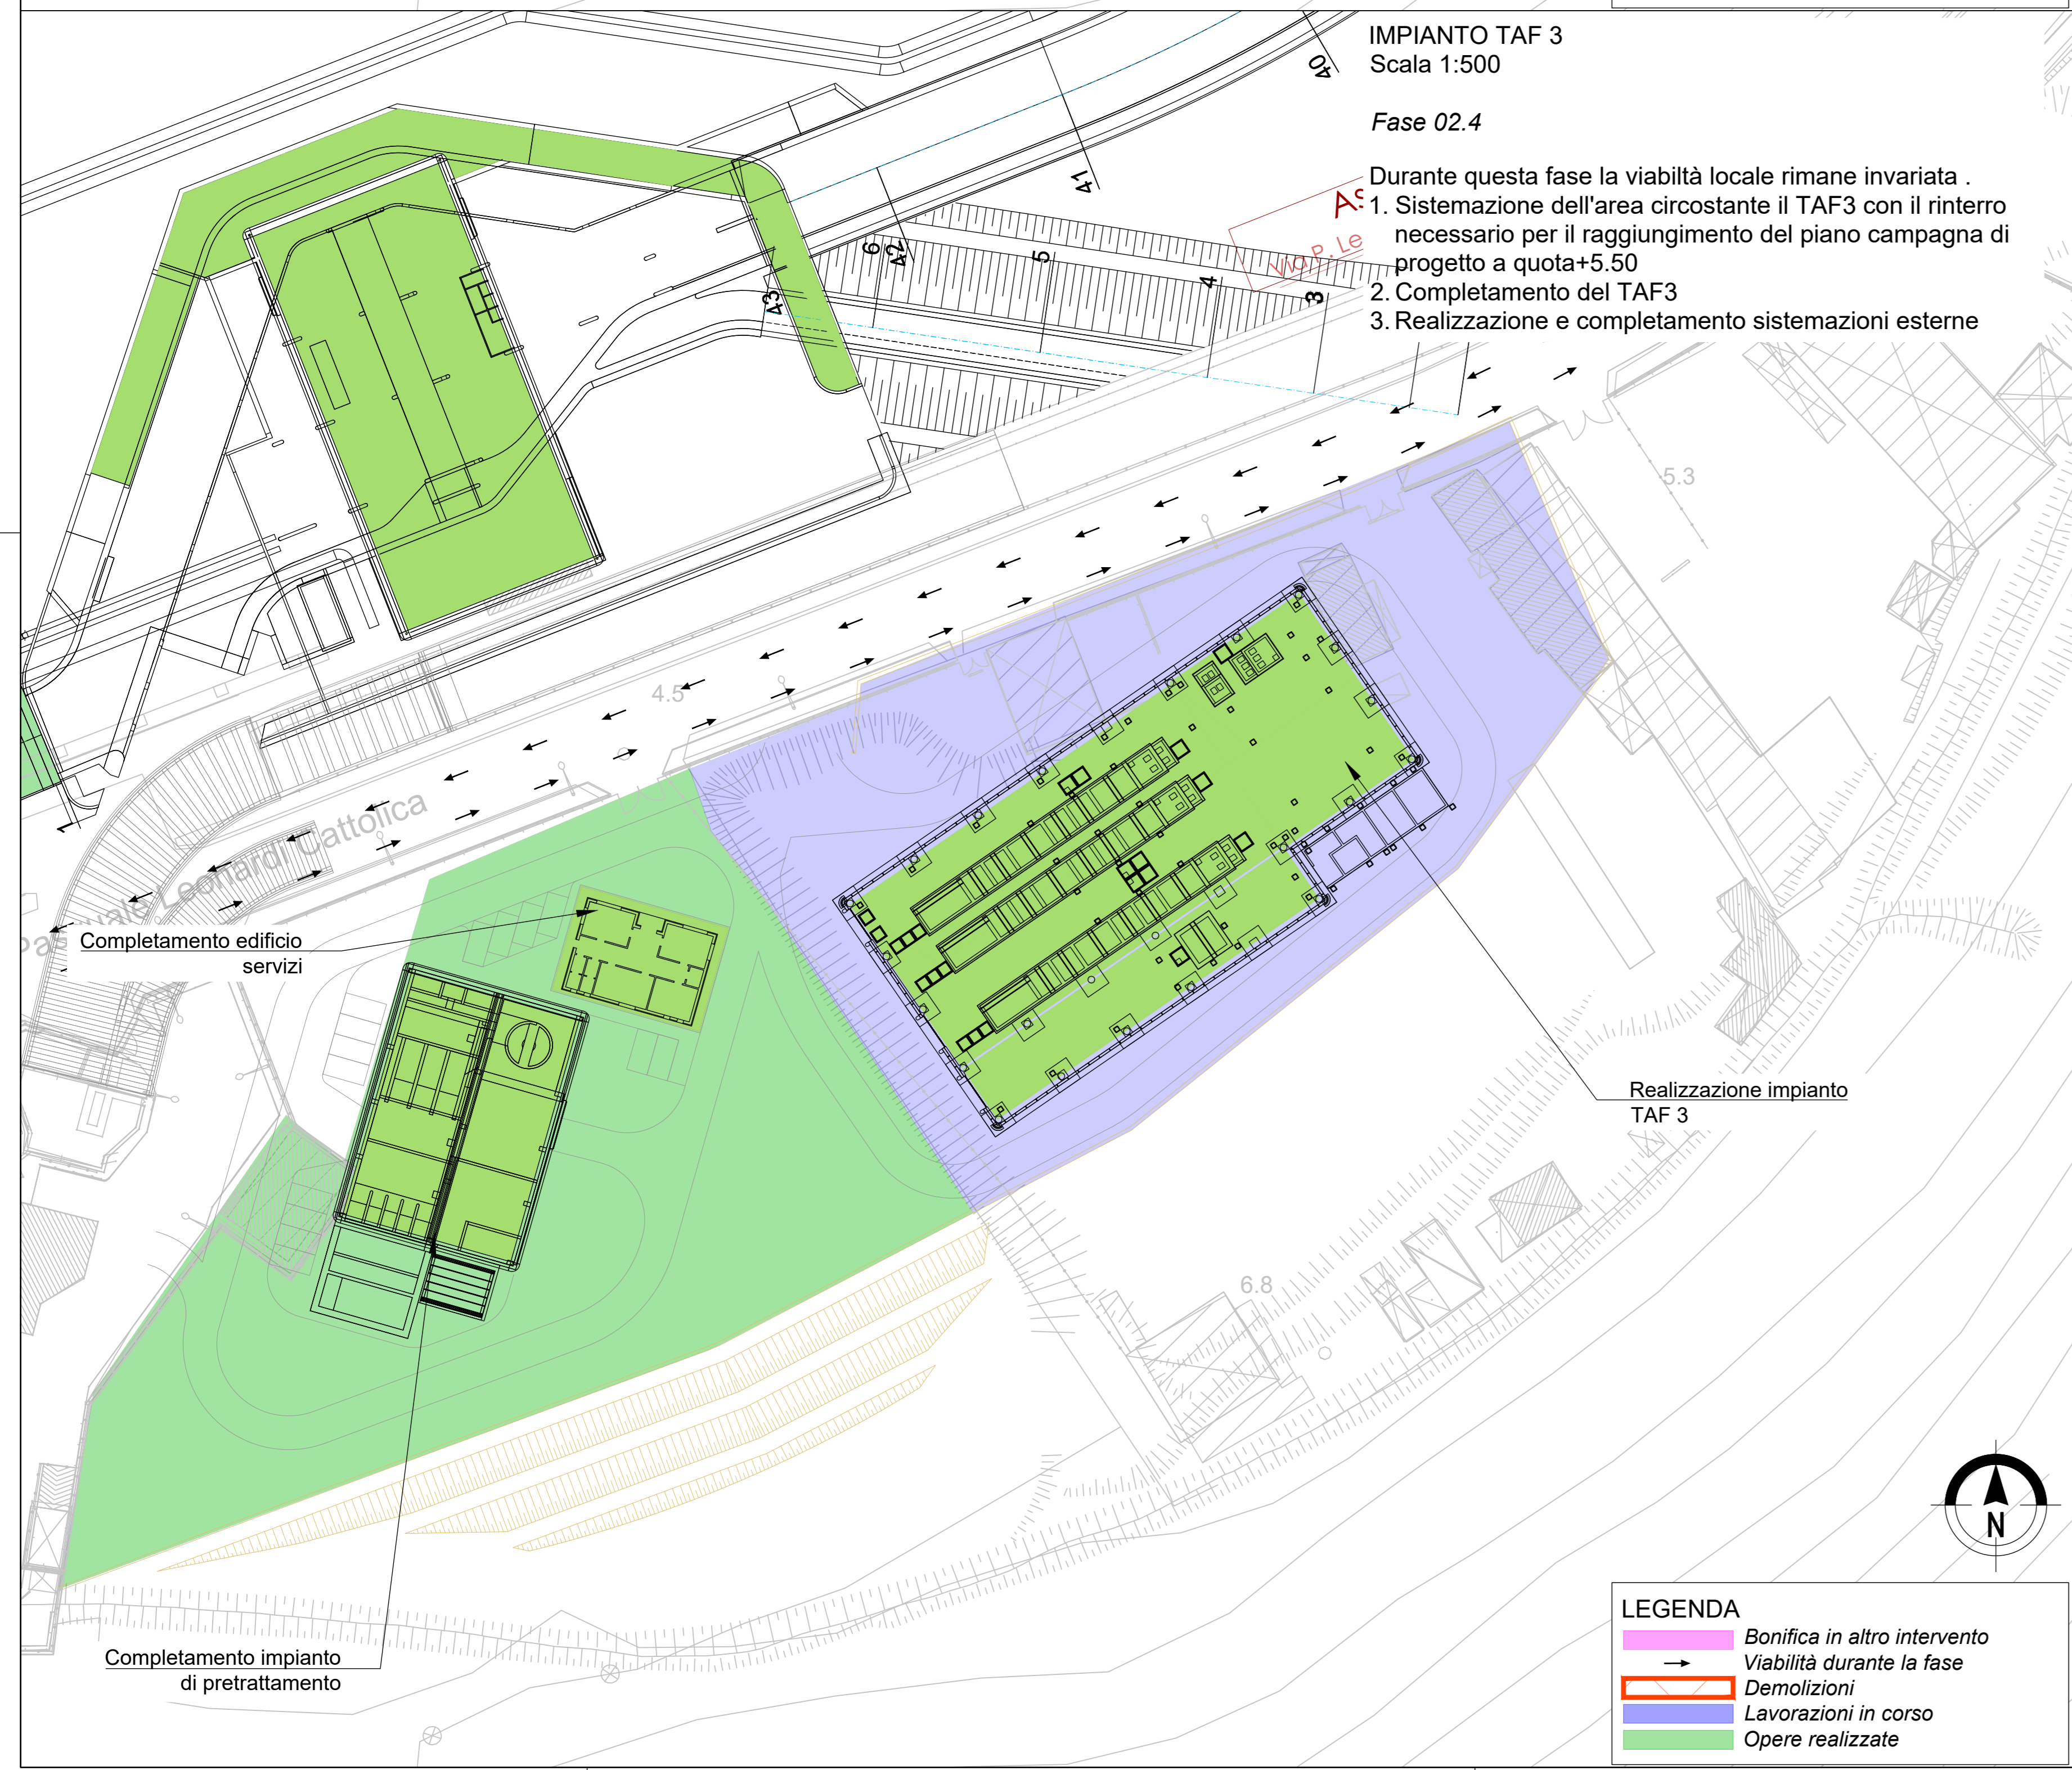 IMPIANTO TAF 3
Scala 1:500
Fase 02.4
Durante questa fase la viabiltà locale rimane invariata .
1. Sistemazione dell'area circostante il TAF3 con il rinterro
necessario per il raggiungimento del piano campagna di
progetto a quota+5.50
2. Completamento del TAF3
3. Realizzazione e completamento sistemazioni esterne
40
41
42
43
6
5
4
3
Via P. Le
5.3
4.5
Leonardi Cattolica
1
Completamento edificio
servizi
Realizzazione impianto
TAF 3
6.8
Completamento impianto
di pretrattamento
N
LEGENDA
Bonifica in altro intervento
Viabilità durante la fase
Demolizioni
Lavorazioni in corso
Opere realizzate